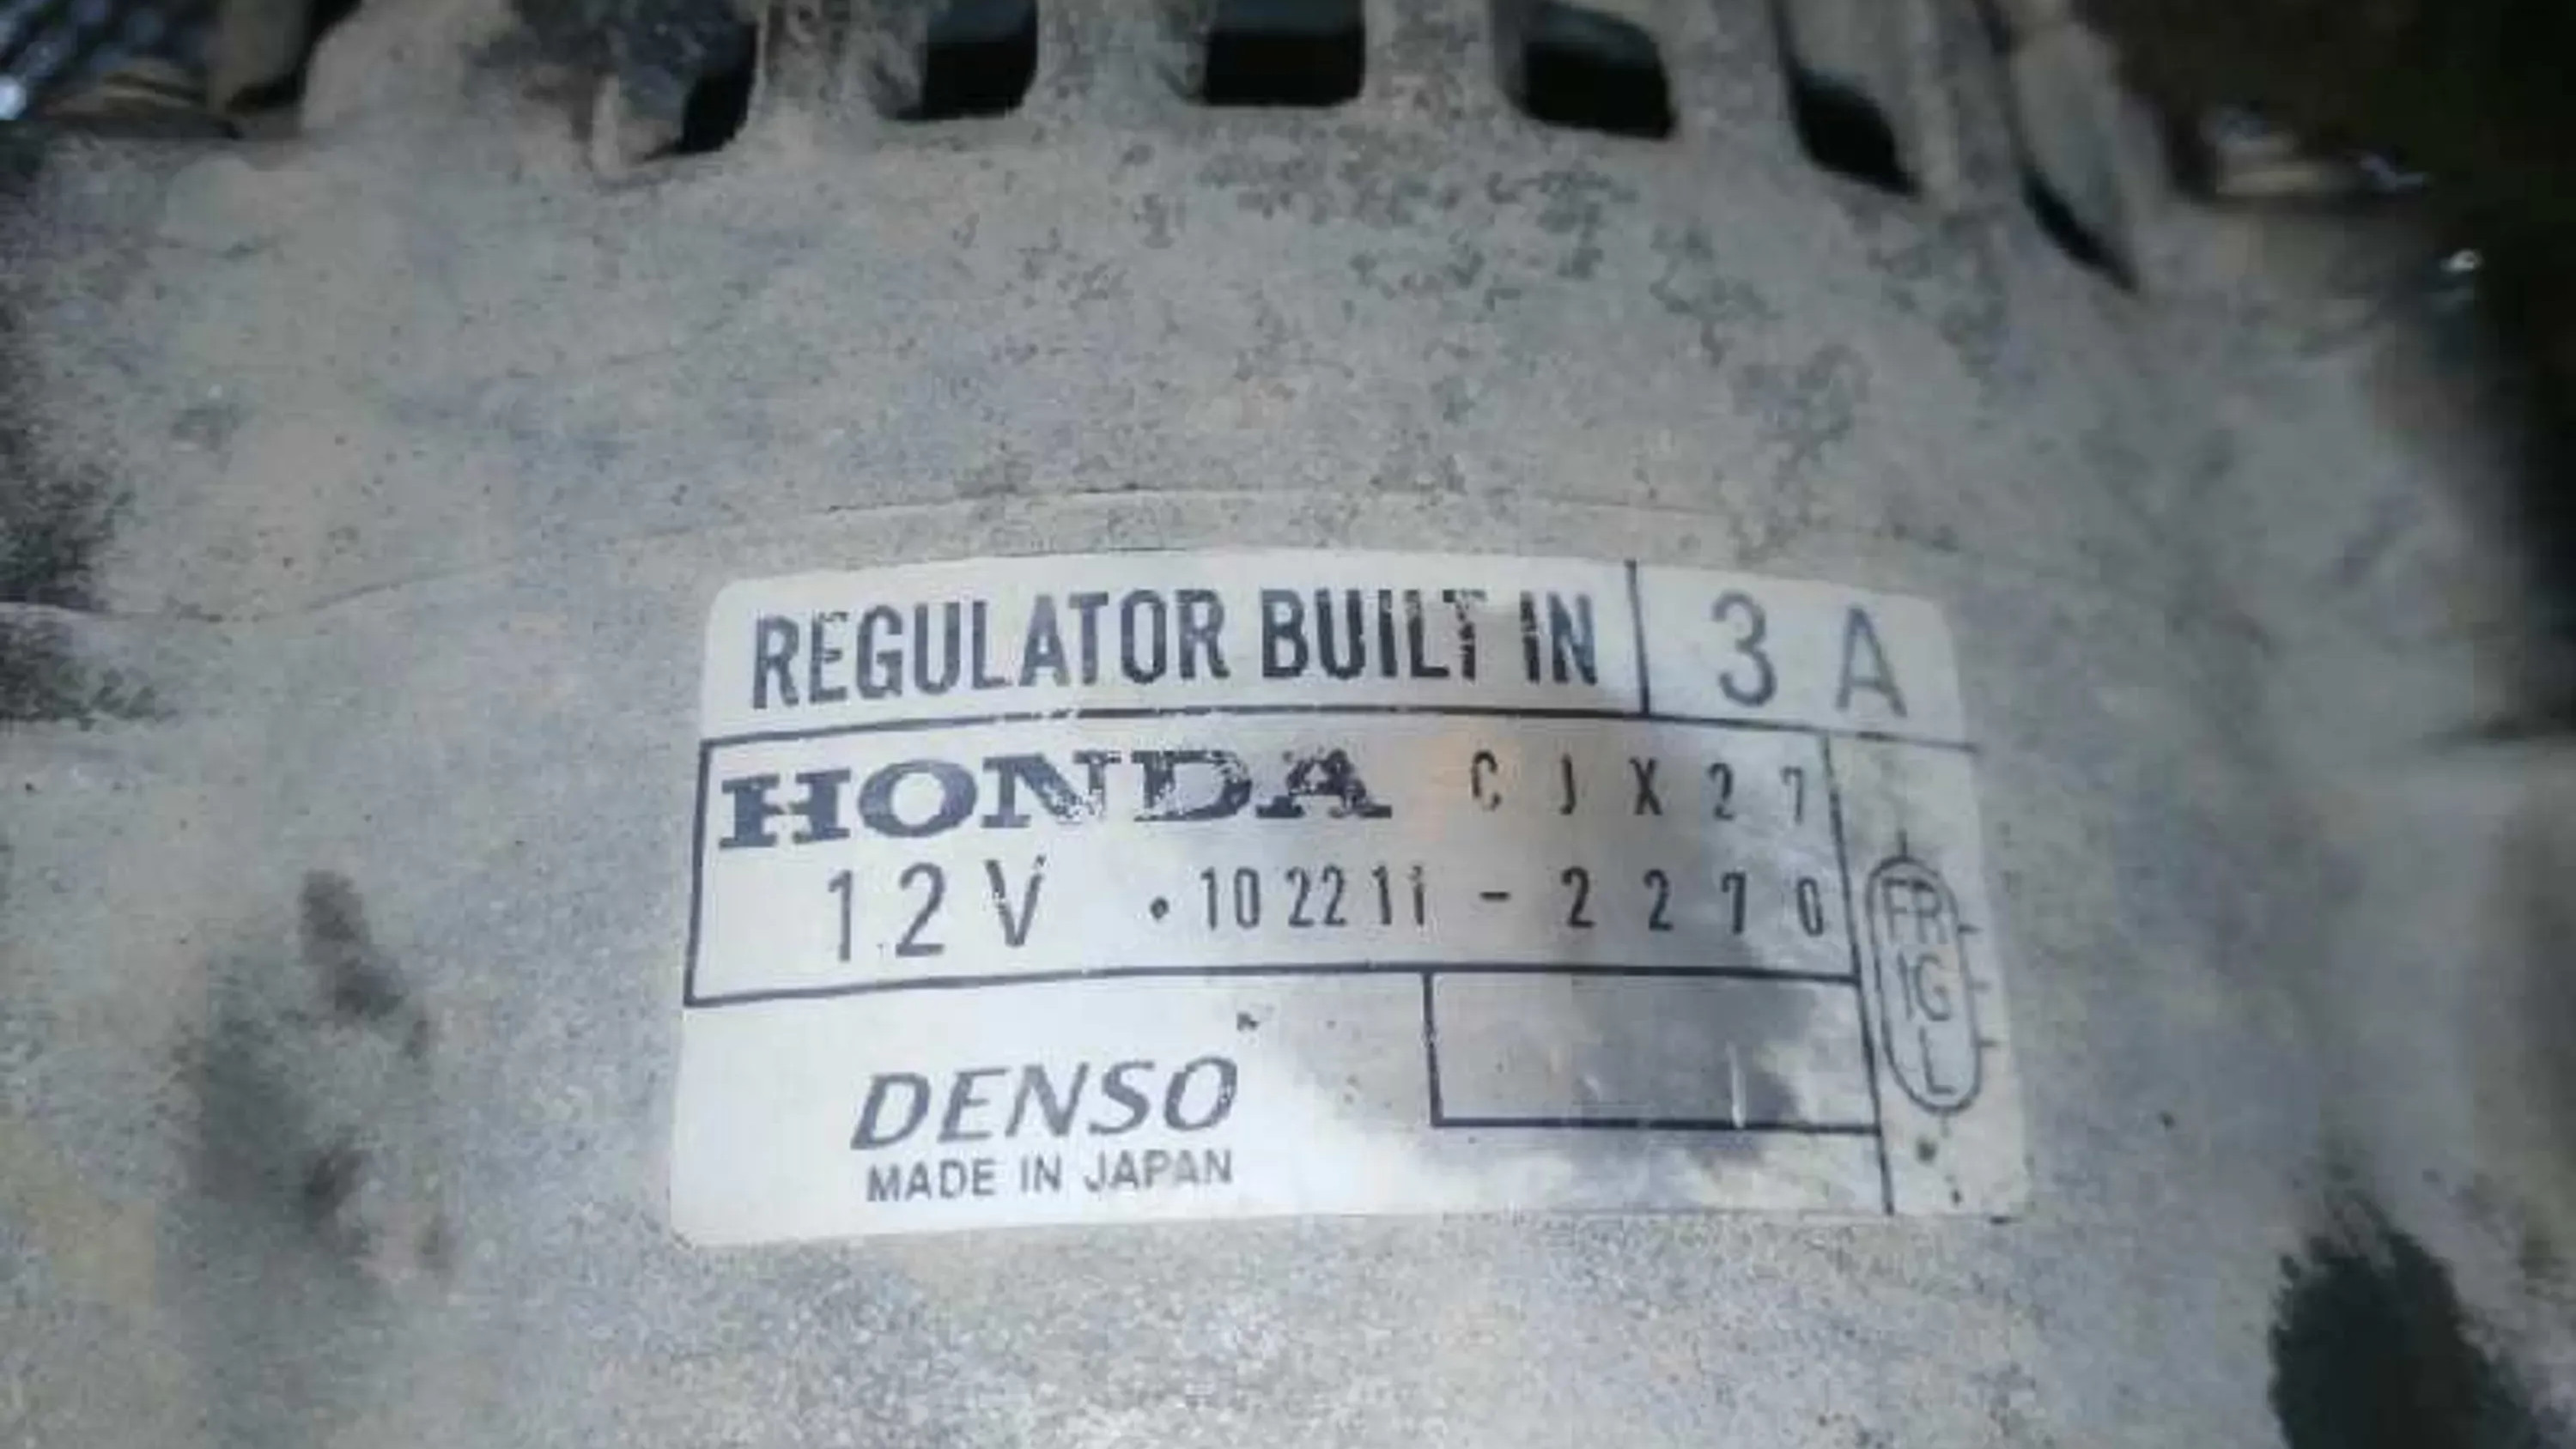 REGULATOR BUILT IN 3 A
HONDA CJX27
12V •102211-2270
FR
IG
L
DENSO
MADE IN JAPAN